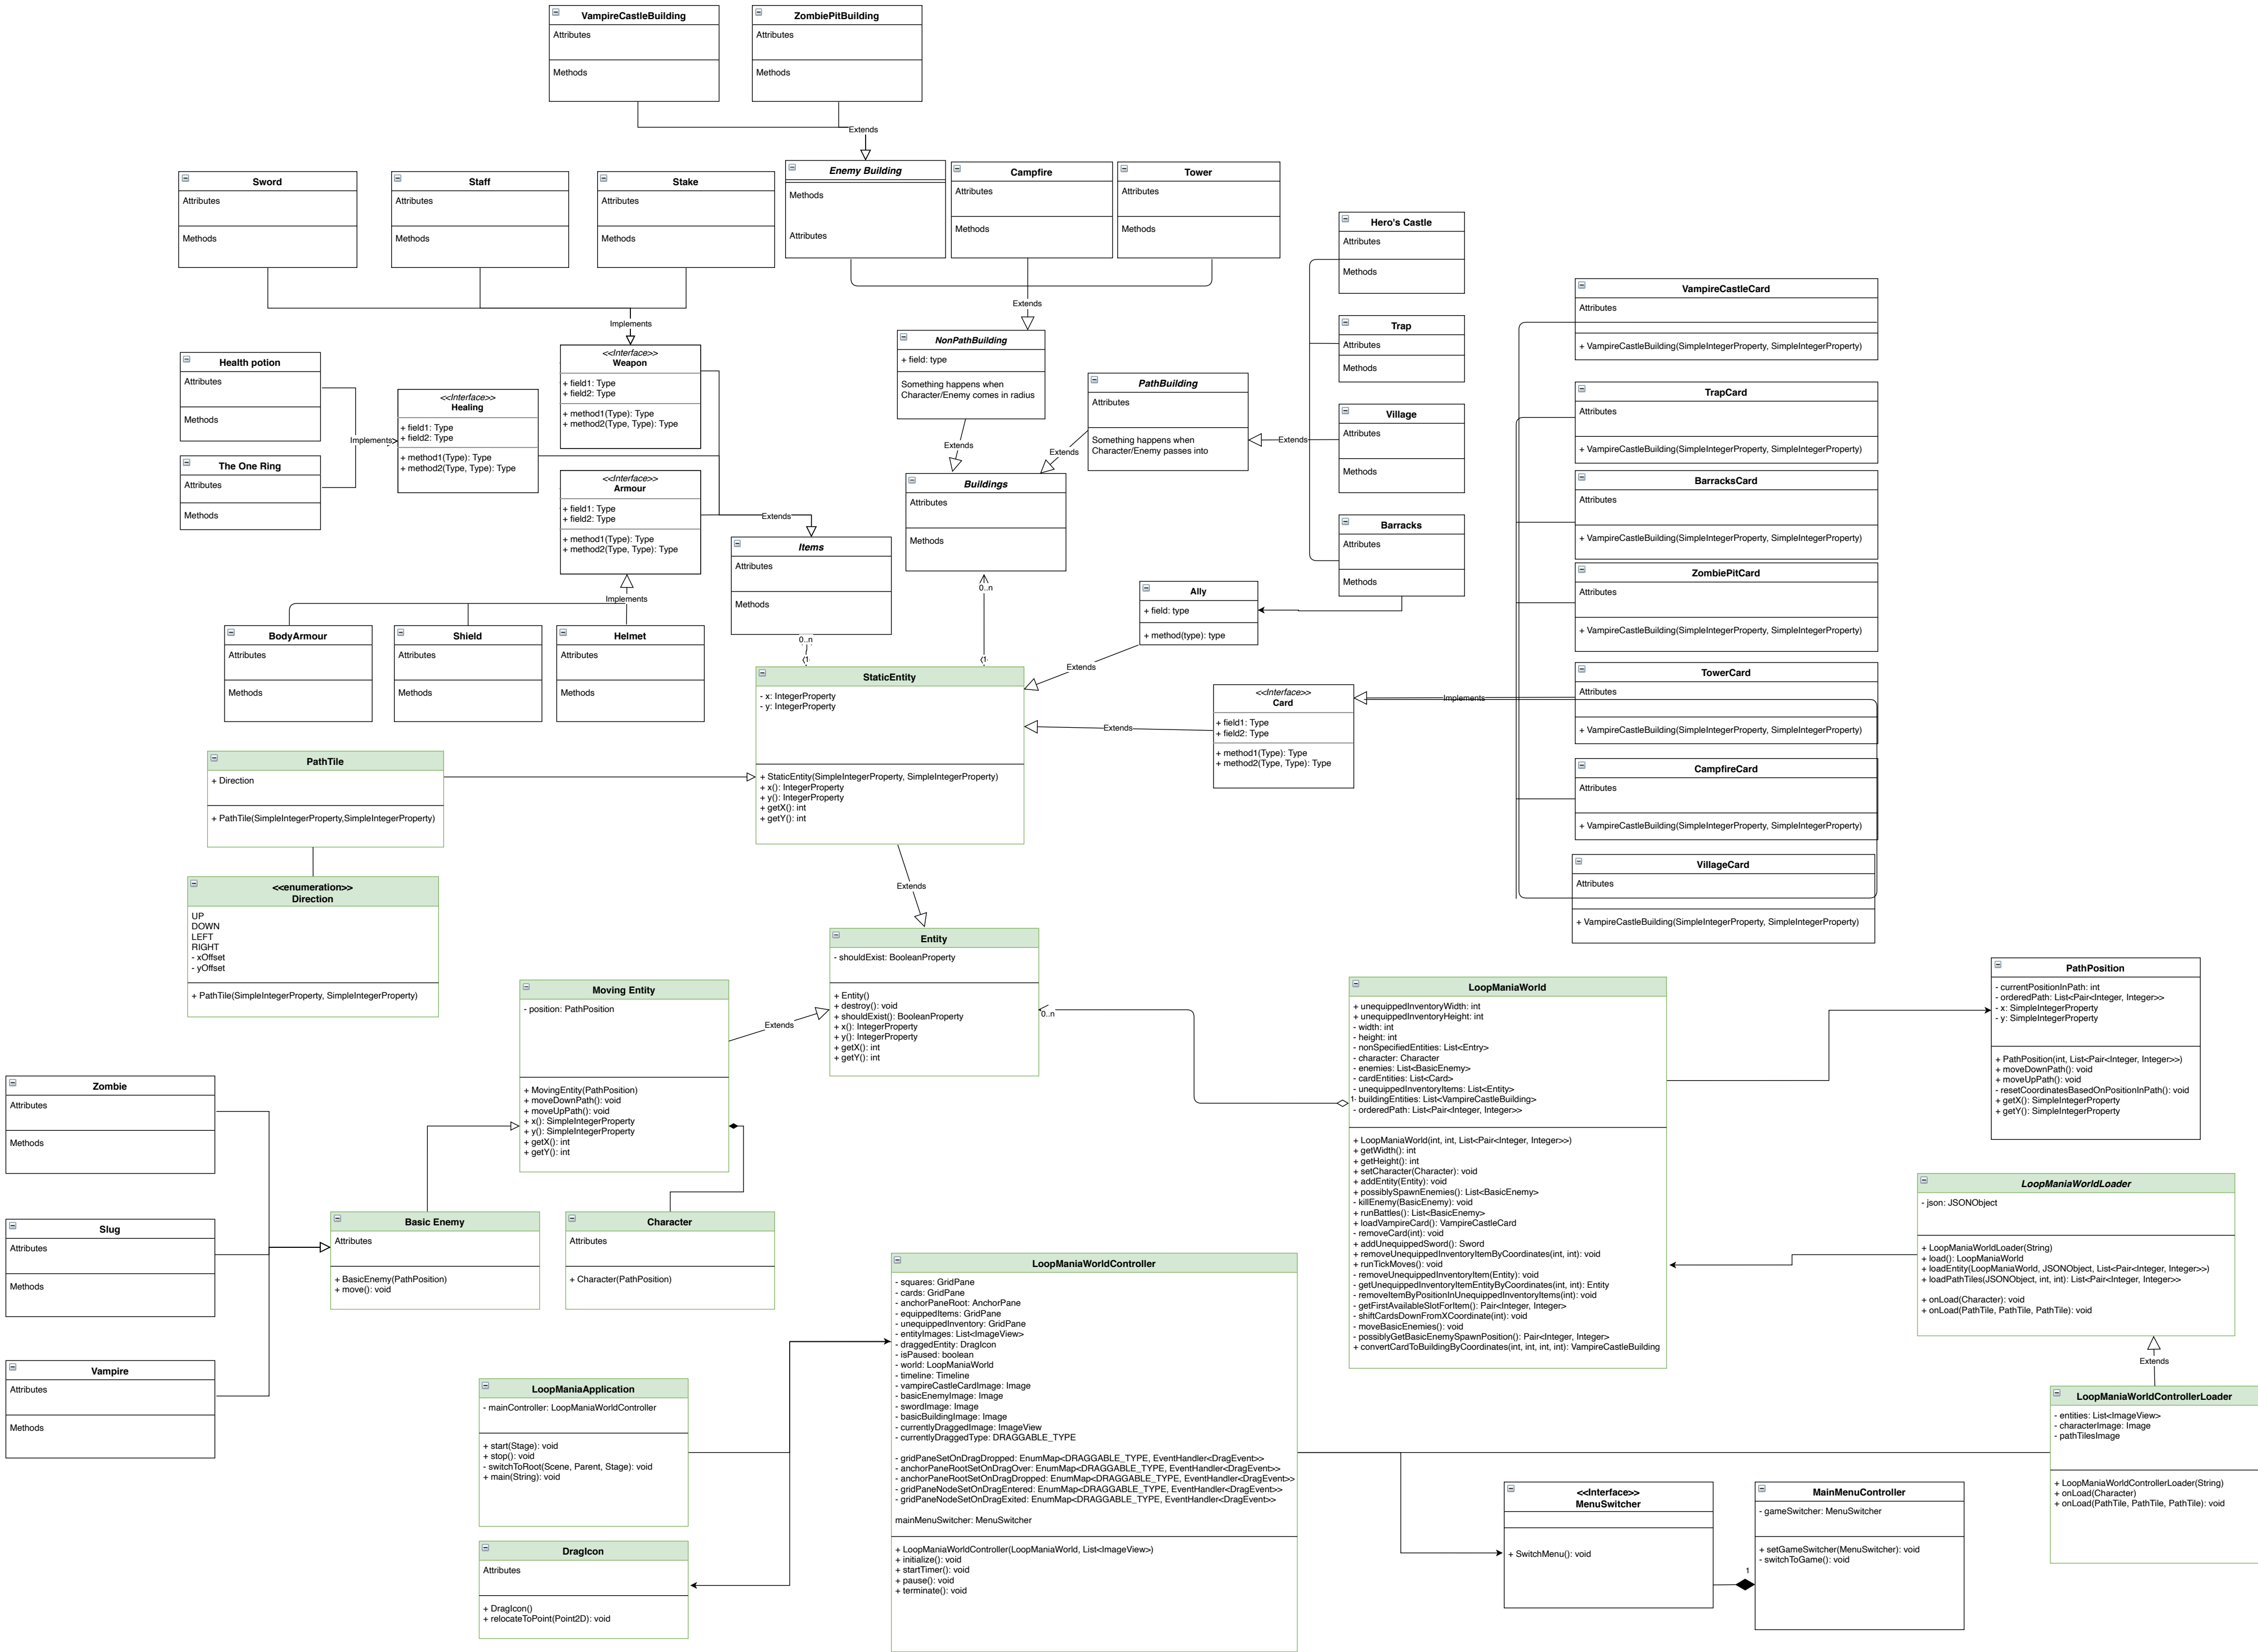 VampireCastleBuilding
Attributes
Methods
ZombiePitBuilding
Attributes
Methods
Extends
Sword
Attributes
Methods
Staff
Attributes
Methods
Stake
Attributes
Methods
Enemy Building
Methods
Attributes
Campfire
Attributes
Methods
Tower
Attributes
Methods
Hero's Castle
Attributes
Methods
Extends
Implements
VampireCastleCard
Attributes
+ VampireCastleBuilding(SimpleIntegerProperty, SimpleIntegerProperty)
Trap
Attributes
Methods
NonPathBuilding
+ field: type
Something happens when
Character/Enemy comes in radius
<<Interface>>
Weapon
+ field1: Type
+ field2: Type
+ method1(Type): Type
+ method2(Type, Type): Type
Health potion
Attributes
Methods
<<Interface>>
Healing
+ field1: Type
+ field2: Type
+ method1(Type): Type
+ method2(Type, Type): Type
Implements
The One Ring
Attributes
Methods
PathBuilding
Attributes
Something happens when
Character/Enemy passes into
Extends
Extends
Extends
Village
Attributes
Methods
TrapCard
Attributes
+ VampireCastleBuilding(SimpleIntegerProperty, SimpleIntegerProperty)
<<Interface>>
Armour
+ field1: Type
+ field2: Type
+ method1(Type): Type
+ method2(Type, Type): Type
Extends
Buildings
Attributes
Methods
BarracksCard
Attributes
+ VampireCastleBuilding(SimpleIntegerProperty, SimpleIntegerProperty)
Barracks
Attributes
Methods
Items
Attributes
Methods
ZombiePitCard
Attributes
+ VampireCastleBuilding(SimpleIntegerProperty, SimpleIntegerProperty)
Implements
0..n
Ally
+ field: type
+ method(type): type
BodyArmour
Attributes
Methods
Shield
Attributes
Methods
Helmet
Attributes
Methods
0..n
1
1
Extends
StaticEntity
- x: IntegerProperty
- y: IntegerProperty
+ StaticEntity(SimpleIntegerProperty, SimpleIntegerProperty)
+ x(): IntegerProperty
+ y(): IntegerProperty
+ getX(): int
+ getY(): int
Extends
<<Interface>>
Card
+ field1: Type
+ field2: Type
+ method1(Type): Type
+ method2(Type, Type): Type
Implements
TowerCard
Attributes
+ VampireCastleBuilding(SimpleIntegerProperty, SimpleIntegerProperty)
CampfireCard
Attributes
+ VampireCastleBuilding(SimpleIntegerProperty, SimpleIntegerProperty)
VillageCard
Attributes
+ VampireCastleBuilding(SimpleIntegerProperty, SimpleIntegerProperty)
PathTile
+ Direction
+ PathTile(SimpleIntegerProperty,SimpleIntegerProperty)
<<enumeration>>
Direction
UP
DOWN
LEFT
RIGHT
- xOffset
- yOffset
+ PathTile(SimpleIntegerProperty, SimpleIntegerProperty)
Extends
Entity
- shouldExist: BooleanProperty
+ Entity()
+ destroy(): void
+ shouldExist(): BooleanProperty
+ x(): IntegerProperty
+ y(): IntegerProperty
+ getX(): int
+ getY(): int
0..n
Extends
Moving Entity
- position: PathPosition
+ MovingEntity(PathPosition)
+ moveDownPath(): void
+ moveUpPath(): void
+ x(): SimpleIntegerProperty
+ y(): SimpleIntegerProperty
+ getX(): int
+ getY(): int
LoopManiaWorld
+ unequippedInventoryWidth: int
+ unequippedInventoryHeight: int
- width: int
- height: int
- nonSpecifiedEntities: List<Entry>
- character: Character
- enemies: List<BasicEnemy>
- cardEntities: List<Card>
- unequippedInventoryItems: List<Entity>
1
- buildingEntities: List<VampireCastleBuilding>
- orderedPath: List<Pair<Integer, Integer>>
+ LoopManiaWorld(int, int, List<Pair<Integer, Integer>>)
+ getWidth(): int
+ getHeight(): int
+ setCharacter(Character): void
+ addEntity(Entity): void
+ possiblySpawnEnemies(): List<BasicEnemy>
- killEnemy(BasicEnemy): void
+ runBattles(): List<BasicEnemy>
+ loadVampireCard(): VampireCastleCard
- removeCard(int): void
+ addUnequippedSword(): Sword
+ removeUnequippedInventoryItemByCoordinates(int, int): void
+ runTickMoves(): void
- removeUnequippedInventoryItem(Entity): void
- getUnequippedInventoryItemEntityByCoordinates(int, int): Entity
- removeItemByPositionInUnequippedInventoryItems(int): void
- getFirstAvailableSlotForItem(): Pair<Integer, Integer>
- shiftCardsDownFromXCoordinate(int): void
- moveBasicEnemies(): void
- possiblyGetBasicEnemySpawnPosition(): Pair<Integer, Integer>
+ convertCardToBuildingByCoordinates(int, int, int, int): VampireCastleBuilding
PathPosition
- currentPositionInPath: int
- orderedPath: List<Pair<Integer, Integer>>
- x: SimpleIntegerProperty
- y: SimpleIntegerProperty
+ PathPosition(int, List<Pair<Integer, Integer>>)
+ moveDownPath(): void
+ moveUpPath(): void
- resetCoordinatesBasedOnPositionInPath(): void
+ getX(): SimpleIntegerProperty
+ getY(): SimpleIntegerProperty
Zombie
Attributes
Methods
Slug
Attributes
Methods
Vampire
Attributes
Methods
Basic Enemy
Attributes
+ BasicEnemy(PathPosition)
+ move(): void
Character
Attributes
+ Character(PathPosition)
LoopManiaWorldLoader
- json: JSONObject
+ LoopManiaWorldLoader(String)
+ load(): LoopManiaWorld
+ loadEntity(LoopManiaWorld, JSONObject, List<Pair<Integer, Integer>>)
+ loadPathTiles(JSONObject, int, int): List<Pair<Integer, Integer>>
+ onLoad(Character): void
+ onLoad(PathTile, PathTile, PathTile): void
Extends
LoopManiaWorldController
- squares: GridPane
- cards: GridPane
- anchorPaneRoot: AnchorPane
- equippedItems: GridPane
- unequippedInventory: GridPane
- entityImages: List<ImageView>
- draggedEntity: DragIcon
- isPaused: boolean
- world: LoopManiaWorld
- timeline: Timeline
- vampireCastleCardImage: Image
- basicEnemyImage: Image
- swordImage: Image
- basicBuildingImage: Image
- currentlyDraggedImage: ImageView
- currentlyDraggedType: DRAGGABLE_TYPE
- gridPaneSetOnDragDropped: EnumMap<DRAGGABLE_TYPE, EventHandler<DragEvent>>
- anchorPaneRootSetOnDragOver: EnumMap<DRAGGABLE_TYPE, EventHandler<DragEvent>>
- anchorPaneRootSetOnDragDropped: EnumMap<DRAGGABLE_TYPE, EventHandler<DragEvent>>
- gridPaneNodeSetOnDragEntered: EnumMap<DRAGGABLE_TYPE, EventHandler<DragEvent>>
- gridPaneNodeSetOnDragExited: EnumMap<DRAGGABLE_TYPE, EventHandler<DragEvent>>
mainMenuSwitcher: MenuSwitcher
+ LoopManiaWorldController(LoopManiaWorld, List<ImageView>)
+ initialize(): void
+ startTimer(): void
+ pause(): void
+ terminate(): void
LoopManiaApplication
- mainController: LoopManiaWorldController
+ start(Stage): void
+ stop(): void
- switchToRoot(Scene, Parent, Stage): void
+ main(String): void
DragIcon
Attributes
+ DragIcon()
+ relocateToPoint(Point2D): void
LoopManiaWorldControllerLoader
- entities: List<ImageView>
- characterImage: Image
- pathTilesImage
+ LoopManiaWorldControllerLoader(String)
+ onLoad(Character)
+ onLoad(PathTile, PathTile, PathTile): void
<<Interface>>
MenuSwitcher
+ SwitchMenu(): void
1
MainMenuController
- gameSwitcher: MenuSwitcher
+ setGameSwitcher(MenuSwitcher): void
- switchToGame(): void